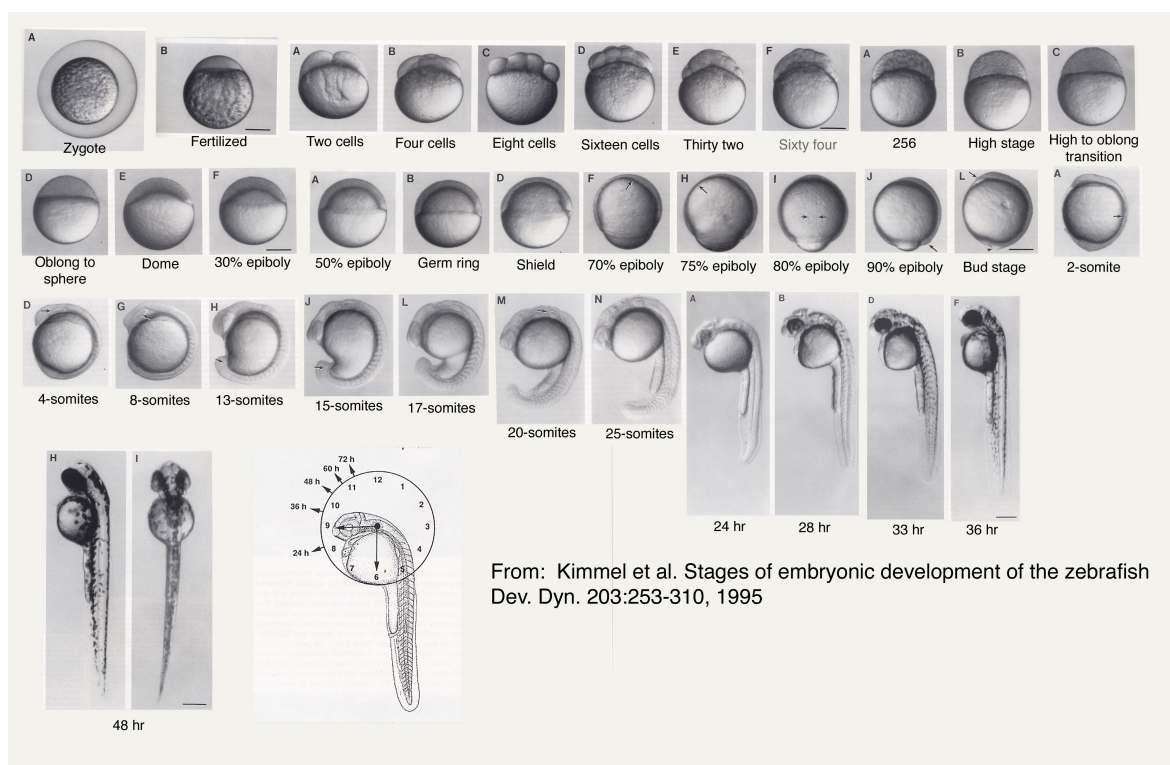 A
B
A
B
C
D
E
F
A
B
C
Zygote
Fertilized
Two cells
Four cells
Eight cells
Sixteen cells
Thirty two
Sixty four
256
High stage
High to oblong
transition
D
E
F
A
B
D
F
H
I
J
L
A
Oblong to
sphere
Dome
30% epiboly
50% epiboly
Germ ring
Shield
70% epiboly
75% epiboly
80% epiboly
90% epiboly
Bud stage
2-somite
D
G
H
J
L
M
N
A
B
D
F
4-somites
8-somites
13-somites
15-somites
17-somites
20-somites
25-somites
24 hr
28 hr
33 hr
36 hr
H
I
48 hr
72 h
60 h
48 h
36 h
24 h
12
1
2
3
4
5
6
7
8
9
10
11
From: Kimmel et al. Stages of embryonic development of the zebrafish
Dev. Dyn. 203:253-310, 1995